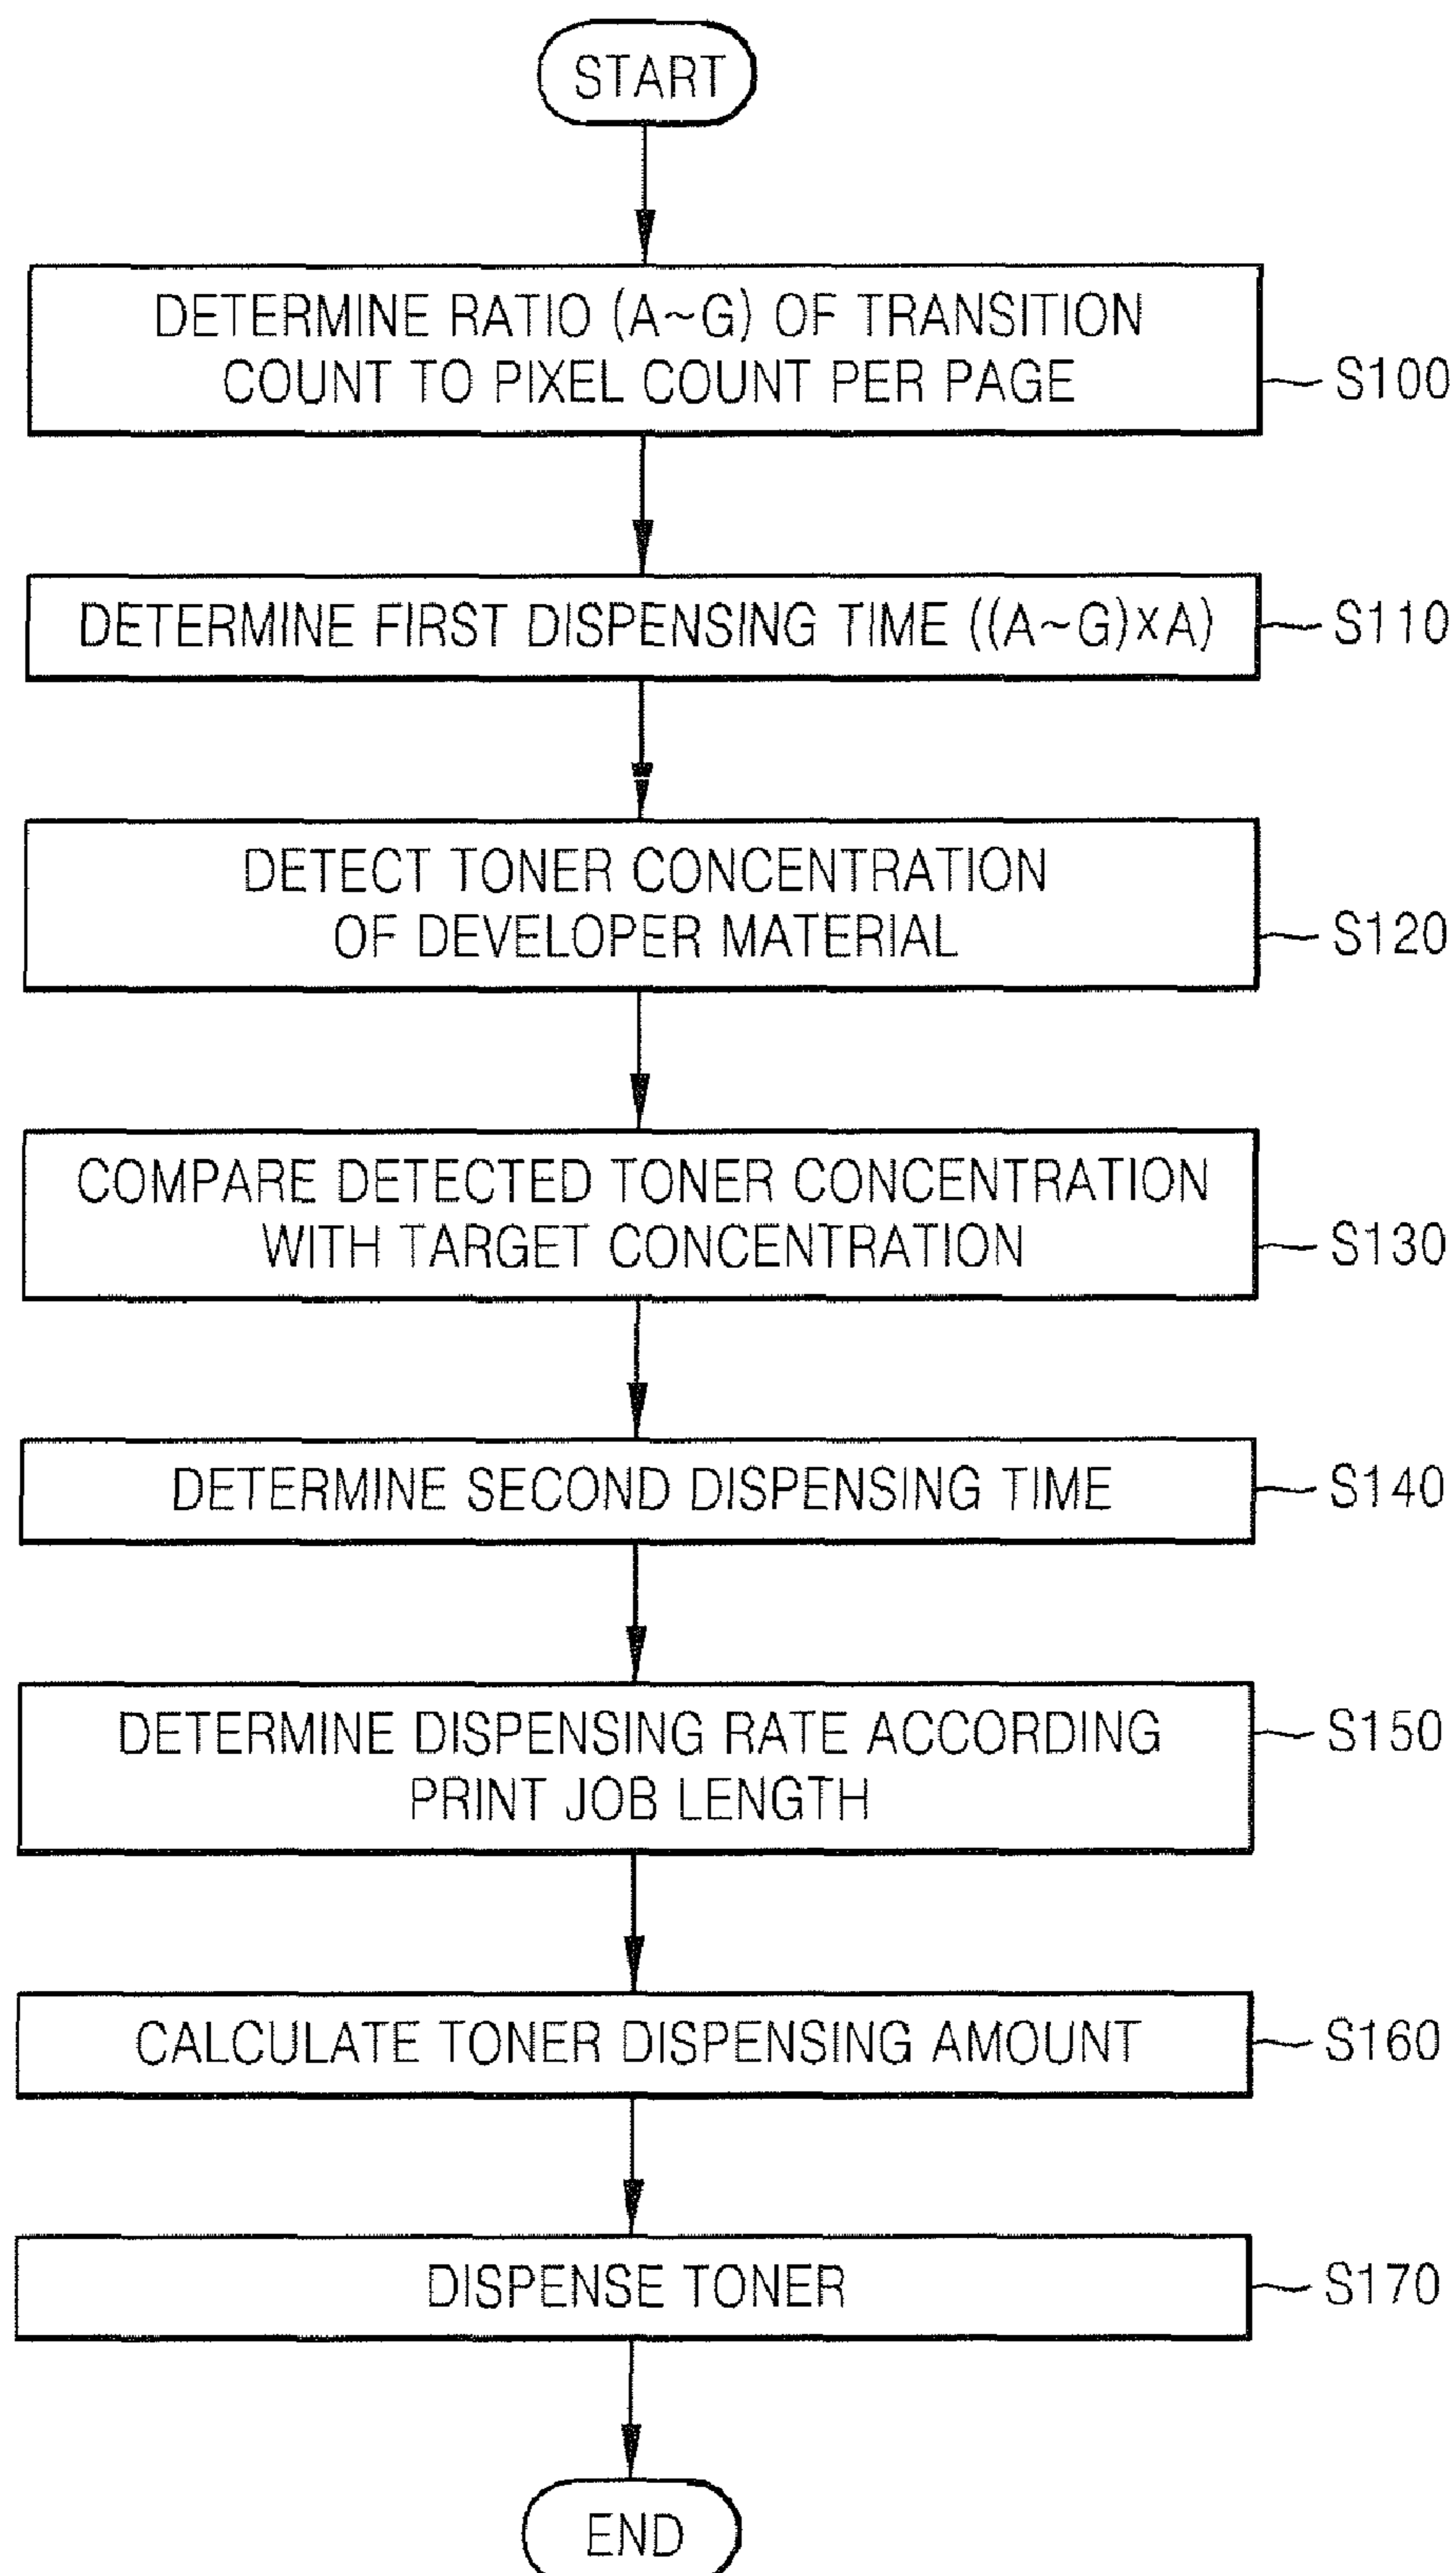 START
DETERMINE RATIO (A~G) OF TRANSITION
COUNT TO PIXEL COUNT PER PAGE
S100
DETERMINE FIRST DISPENSING TIME ((A~G)xA)
S110
DETECT TONER CONCENTRATION
OF DEVELOPER MATERIAL
S120
COMPARE DETECTED TONER CONCENTRATION
WITH TARGET CONCENTRATION
S130
DETERMINE SECOND DISPENSING TIME
S140
DETERMINE DISPENSING RATE ACCORDING
PRINT JOB LENGTH
S150
CALCULATE TONER DISPENSING AMOUNT
S160
DISPENSE TONER
S170
END